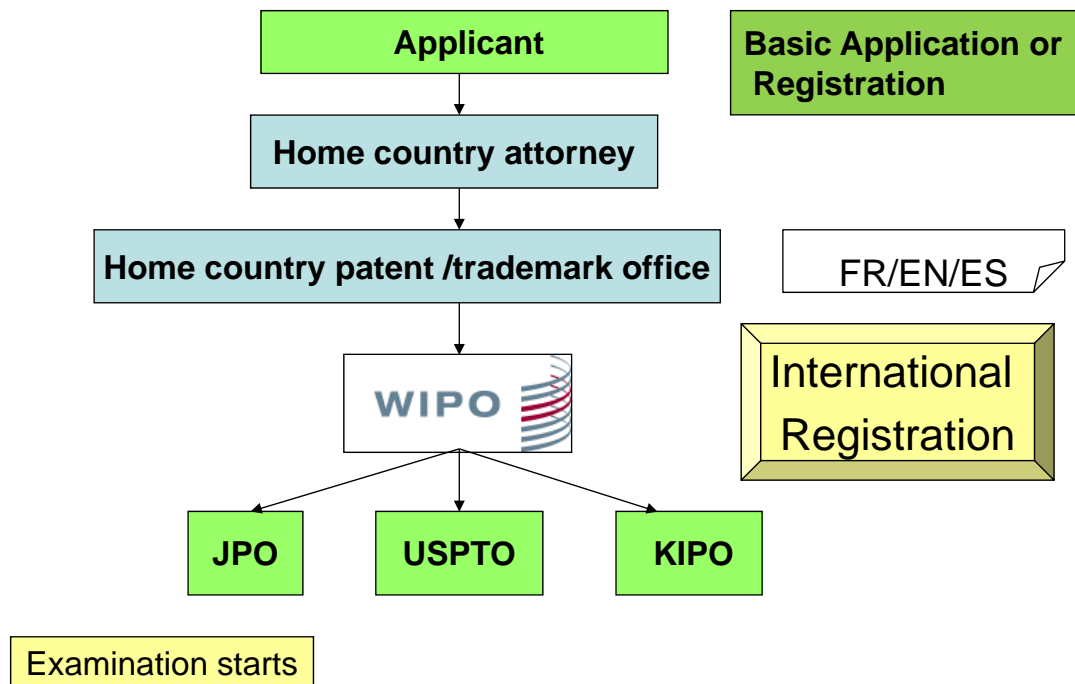 Applicant
Basic Application or
Registration
Home country attorney
Home country patent /trademark office
FR/EN/ES
WIPO
International
Registration
JPO
USPTO
KIPO
Examination starts